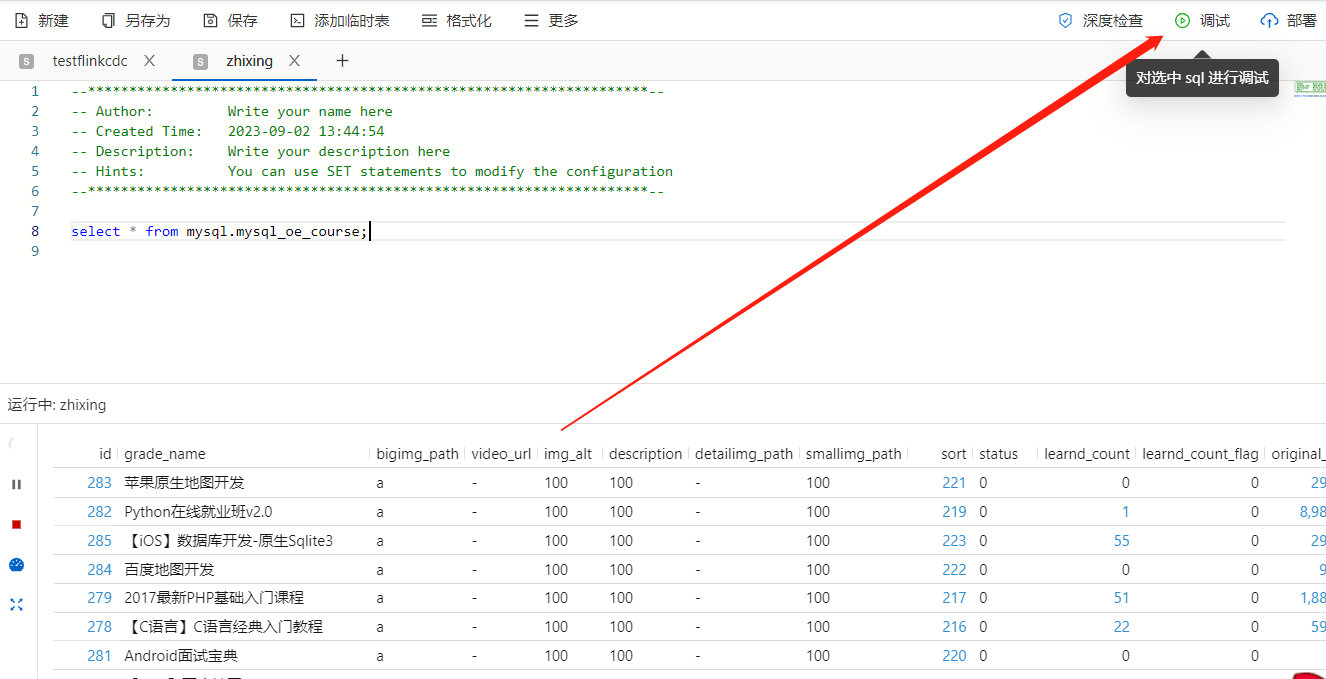 新建 另存为 保存 添加临时表 格式化 更多 深度检查 调试 部署
S testflinkcdc S zhixing
对选中 sql 进行调试
1 --********************************************************************--
2 -- Author: Write your name here
3 -- Created Time: 2023-09-02 13:44:54
4 -- Description: Write your description here
5 -- Hints: You can use SET statements to modify the configuration
6 --********************************************************************--
7
8 select * from mysql.mysql_oe_course;
9
运行中: zhixing
id grade_name bigimg_path video_url img_alt description detailimg_path smallimg_path sort status learnd_count learnd_count_flag original_
283 苹果原生地图开发 a - 100 100 - 100 221 0 0 0 29
282 Python在线就业班v2.0 a - 100 100 - 100 219 0 1 0 8,98
285 【iOS】数据库开发-原生Sqlite3 a - 100 100 - 100 223 0 55 0 29
284 百度地图开发 a - 100 100 - 100 222 0 0 0 9
279 2017最新PHP基础入门课程 a - 100 100 - 100 217 0 51 0 1,88
278 【C语言】C语言经典入门教程 a - 100 100 - 100 216 0 22 0 59
281 Android面试宝典 a - 100 100 - 100 220 0 0 0